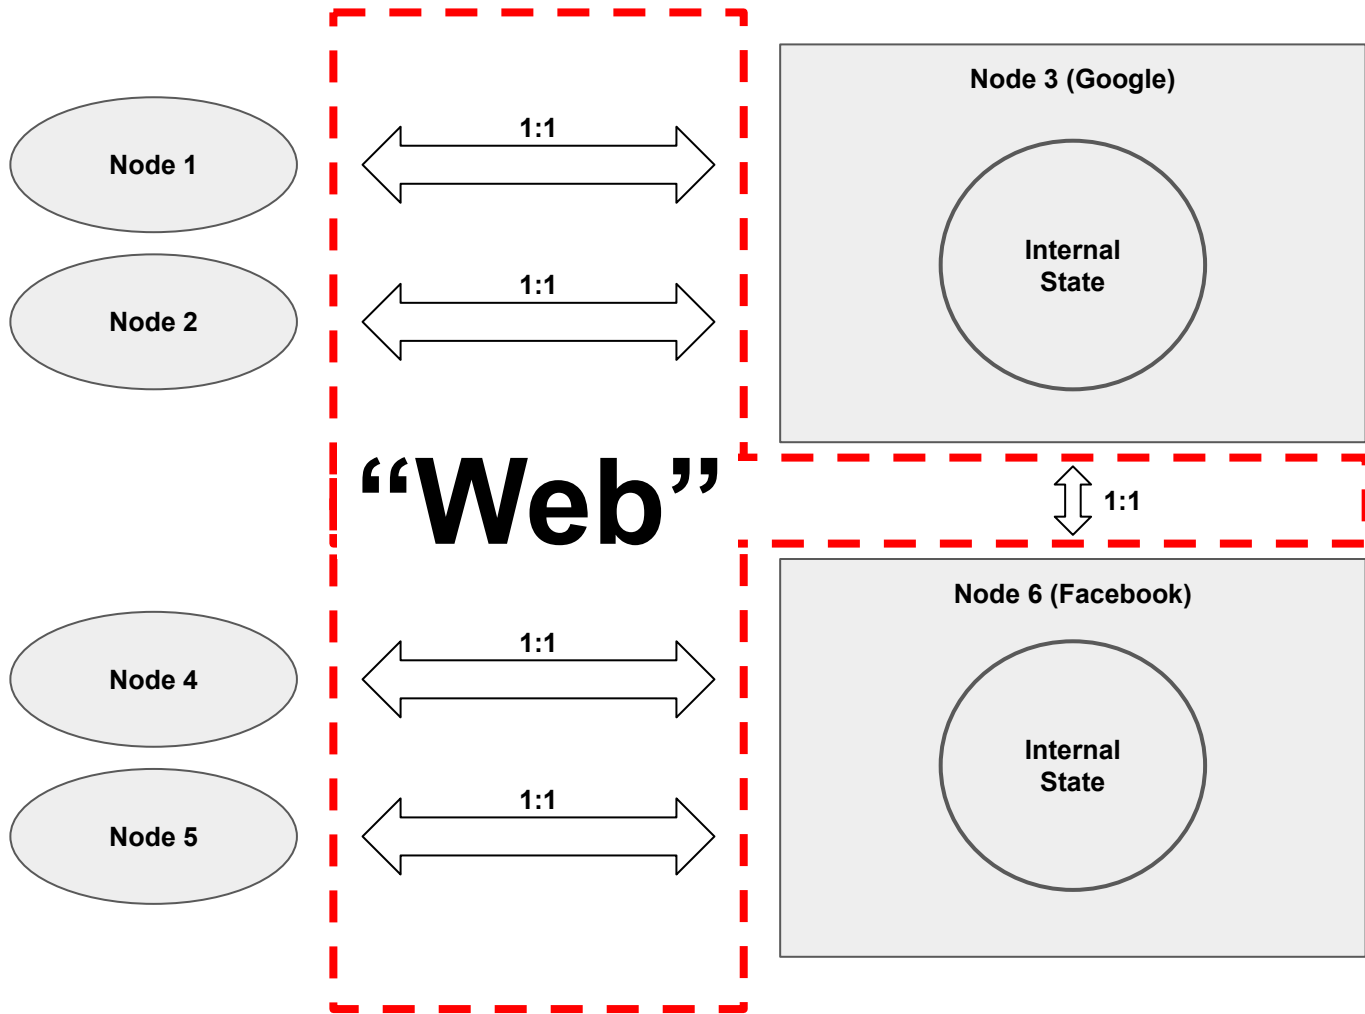 Node 3 (Google)
1:1
Node 1
Internal
State
1:1
Node 2
“Web”
1:1
Node 6 (Facebook)
1:1
Node 4
Internal
State
1:1
Node 5